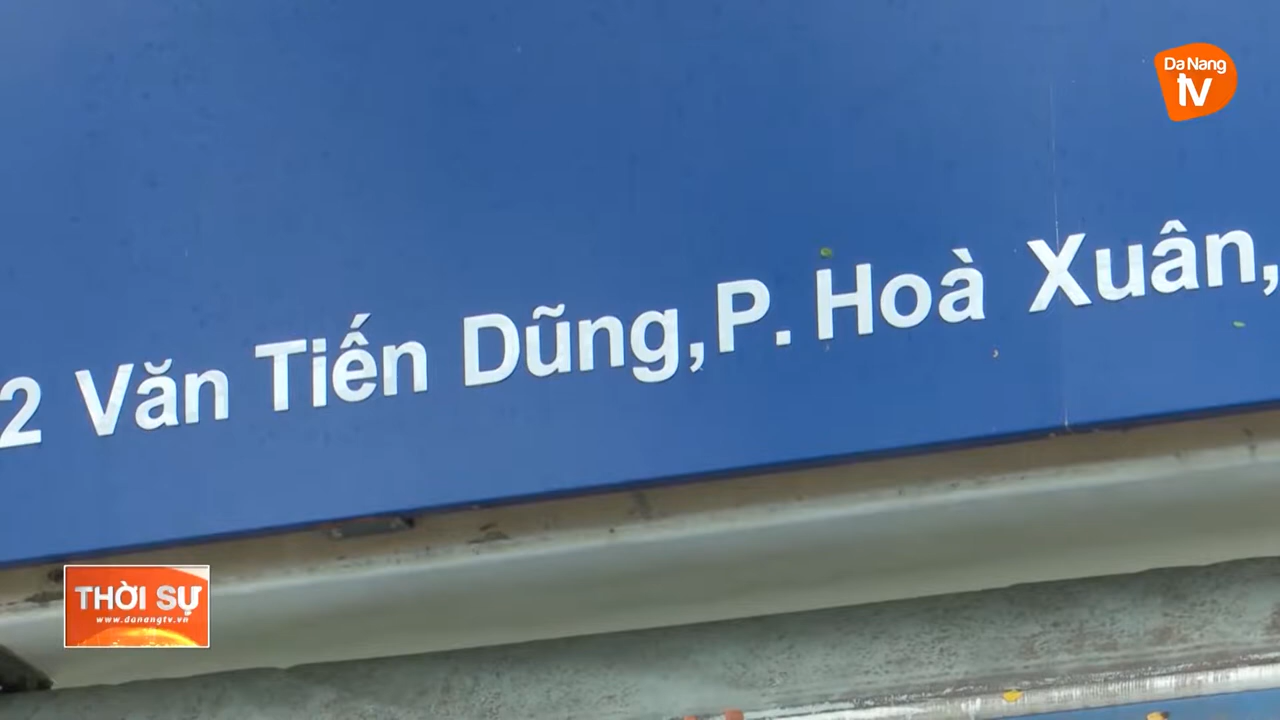 Da Nang
tv
2 Văn Tiến Dũng, P. Hoà Xuân,
THỜI SỰ
www.danangtv.vn